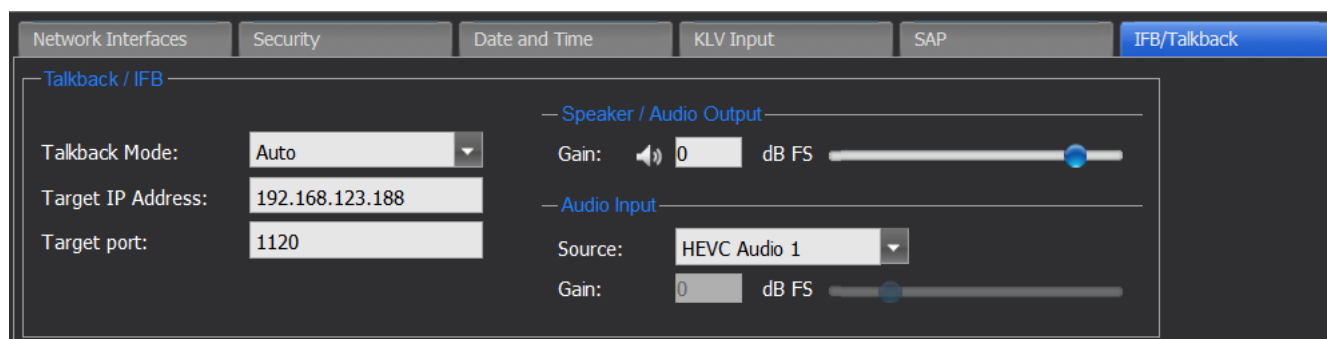 Network Interfaces Security Date and Time KLV Input SAP IFB/Talkback
Talkback / IFB
Talkback Mode: Auto
Target IP Address: 192.168.123.188
Target port: 1120
Speaker / Audio Output
Gain: 0 dB FS
Audio Input
Source: HEVC Audio 1
Gain: 0 dB FS